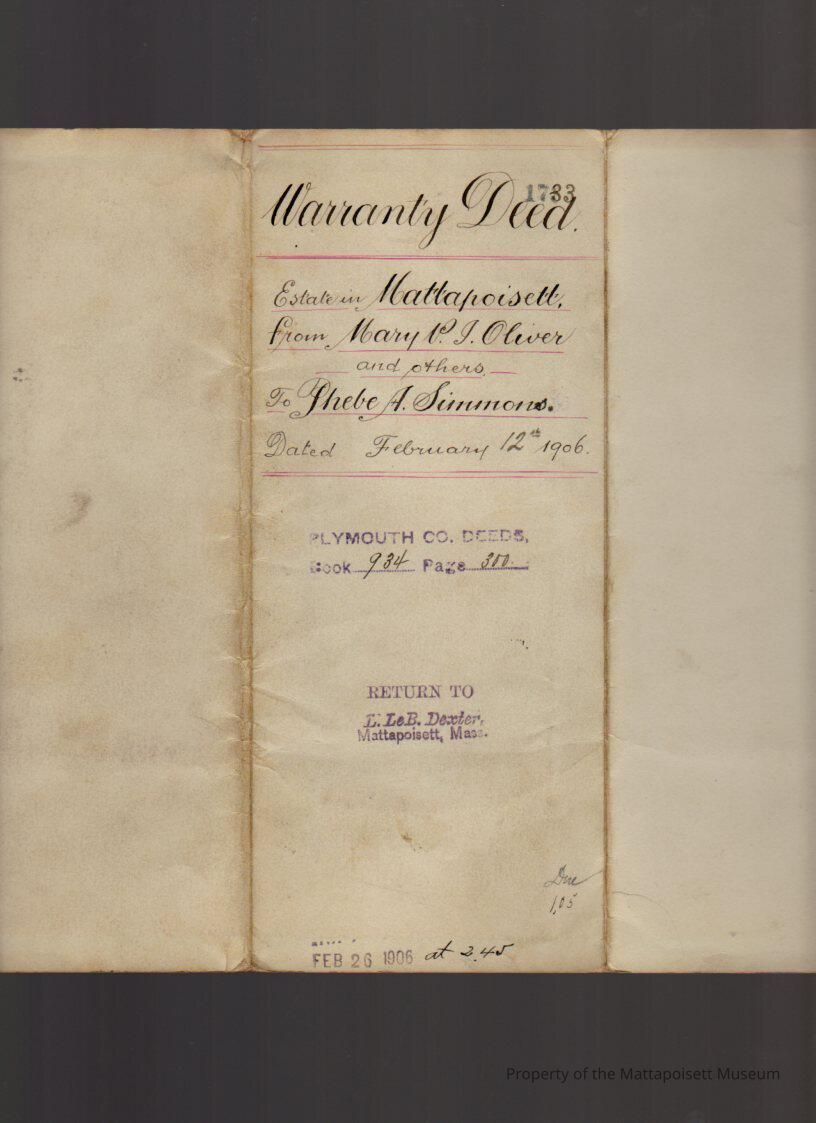 1733
Warranty Deed.
Estate in Mattapoisett,
from Mary P. I. Oliver
and others,
To Phebe A. Simmons.
Dated February 12th 1906.
PLYMOUTH CO. DEEDS,
Book 934 Page 300.
RETURN TO
L. LeB. Dexter,
Mattapoisett, Mass.
Due
1,05
FEB 26 1906 at 2.45
Property of the Mattapoisett Museum